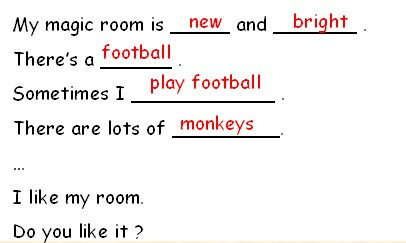 My magic room is new and bright .
There's a football .
Sometimes I play football .
There are lots of monkeys.
...
I like my room.
Do you like it ?